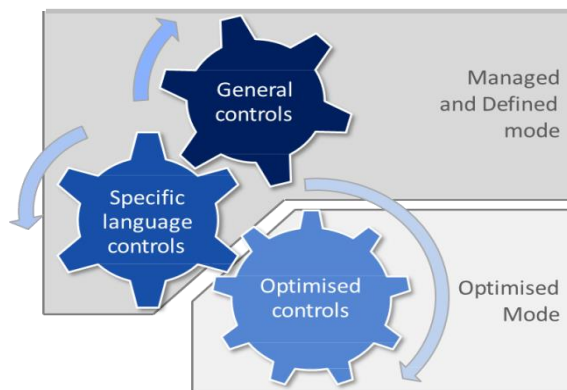 General
controls
Managed
and Defined
mode
Specific
language
controls
Optimised
controls
Optimised
Mode